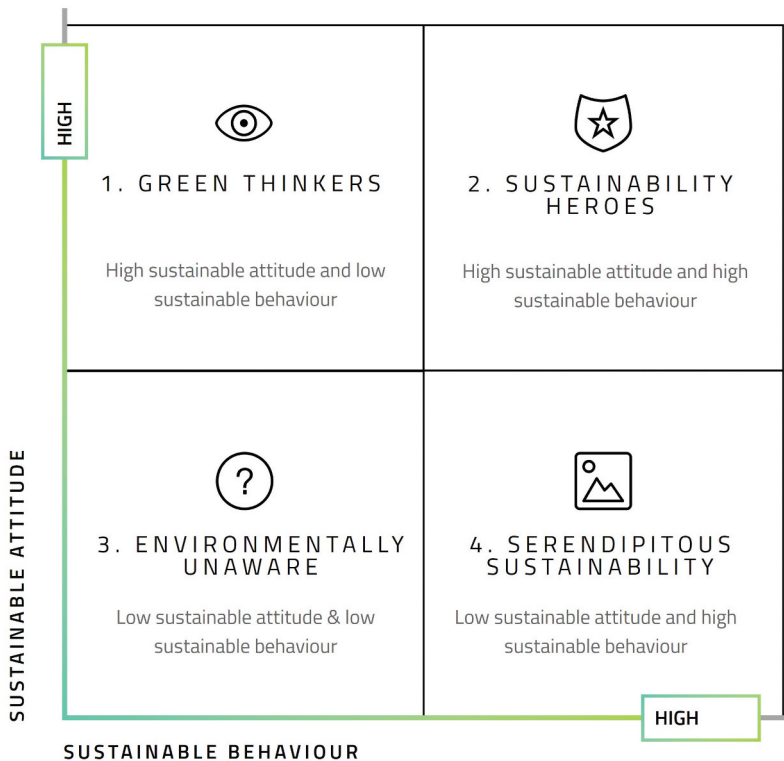 HIGH
1. GREEN THINKERS
High sustainable attitude and low
sustainable behaviour
2. SUSTAINABILITY
HEROES
High sustainable attitude and high
sustainable behaviour
SUSTAINABLE ATTITUDE
3. ENVIRONMENTALLY
UNAWARE
Low sustainable attitude & low
sustainable behaviour
4. SERENDIPITOUS
SUSTAINABILITY
Low sustainable attitude and high
sustainable behaviour
HIGH
SUSTAINABLE BEHAVIOUR